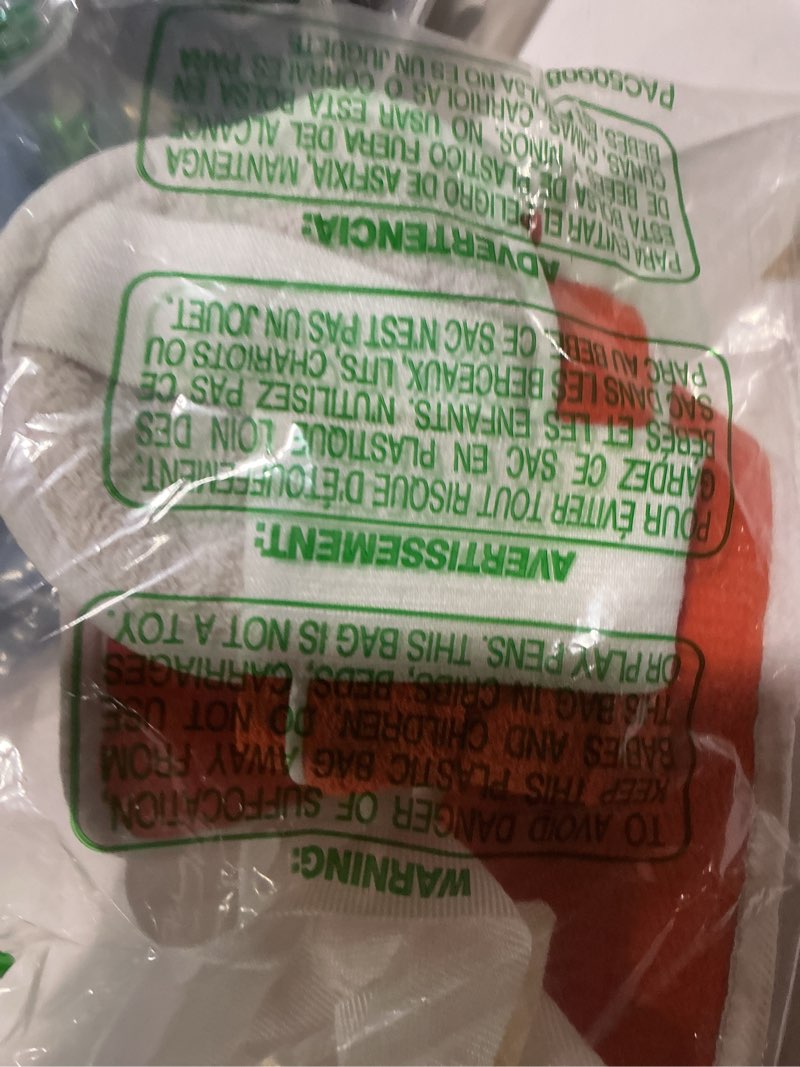 WARNING:
TO AVOID DANGER OF SUFFOCATION,
KEEP THIS PLASTIC BAG AWAY FROM
BABIES AND CHILDREN. DO NOT USE
THIS BAG IN CRIBS, BEDS, CARRIAGES
OR PLAY PENS. THIS BAG IS NOT A TOY.
AVERTISSEMENT:
POUR ÉVITER TOUT RISQUE D'ÉTOUFFEMENT,
GARDEZ CE SAC EN PLASTIQUE LOIN DES
BÉBÉS ET LES ENFANTS. N'UTILISEZ PAS CE
SAC DANS LES BERCEAUX, LITS, CHARIOTS OU
PARC AU BÉBÉ. CE SAC N'EST PAS UN JOUET.
ADVERTENCIA:
PARA EVITAR EL PELIGRO DE ASFIXIA, MANTENGA
ESTA BOLSA DE PLASTICO FUERA DEL ALCANCE
DE BEBES Y NINOS. NO USAR ESTA BOLSA EN
CUNAS, CAMAS, CARRIOLAS O CORRALES PARA
BEBES. BOLSA NO ES UN JUGUETE
PAC5090B